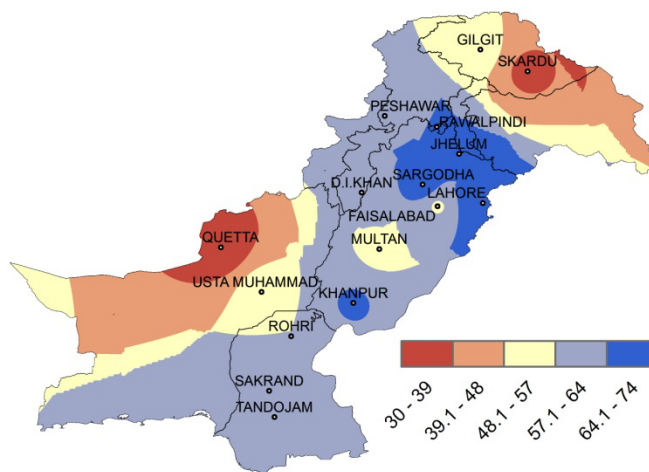 GILGIT
SKARDU
PESHAWAR
RAWALPINDI
JHELUM
D.I.KHAN
SARGODHA
LAHORE
FAISALABAD
QUETTA
MULTAN
USTA MUHAMMAD
KHANPUR
ROHRI
SAKRAND
TANDOJAM
30 - 39
39.1 - 48
48.1 - 57
57.1 - 64
64.1 - 74